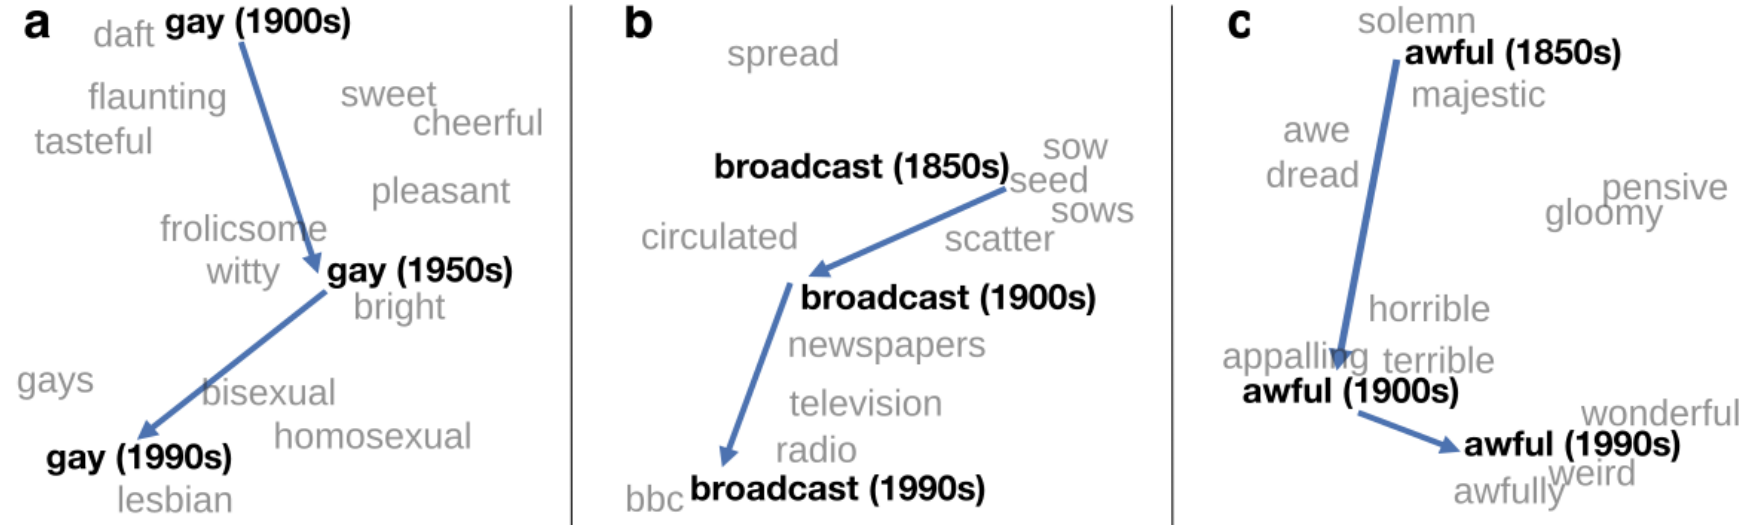 a
daft gay (1900s)
flaunting
sweet
cheerful
tasteful
pleasant
frolicsome
witty
gay (1950s)
bright
gays
bisexual
homosexual
gay (1990s)
lesbian
b
spread
sow
broadcast (1850s)
seed
sows
circulated
scatter
broadcast (1900s)
newspapers
television
radio
bbc broadcast (1990s)
c
solemn
awful (1850s)
majestic
awe
dread
pensive
gloomy
horrible
appalling terrible
awful (1900s)
wonderful
awful (1990s)
weird
awfully